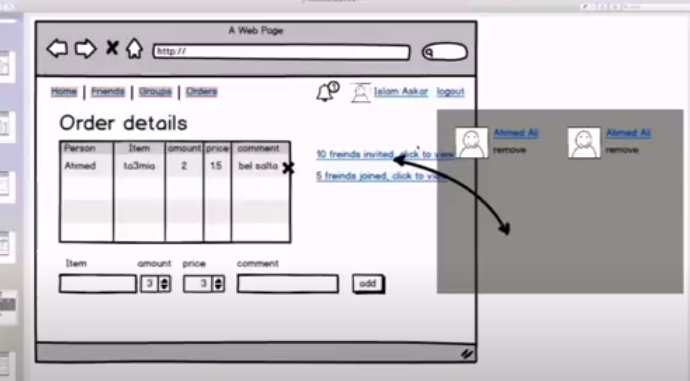 A Web Page
http://
Home | Friends | Groups | Orders
1
Islam Askar logout
Order details
Person Item amount price comment
Ahmed ta3mia 2 15 bel salta
10 freinds invited, click to view
5 freinds joined, click to view
Ahmed Ali
remove
Ahmed Ali
remove
Item amount price comment
3 3 add